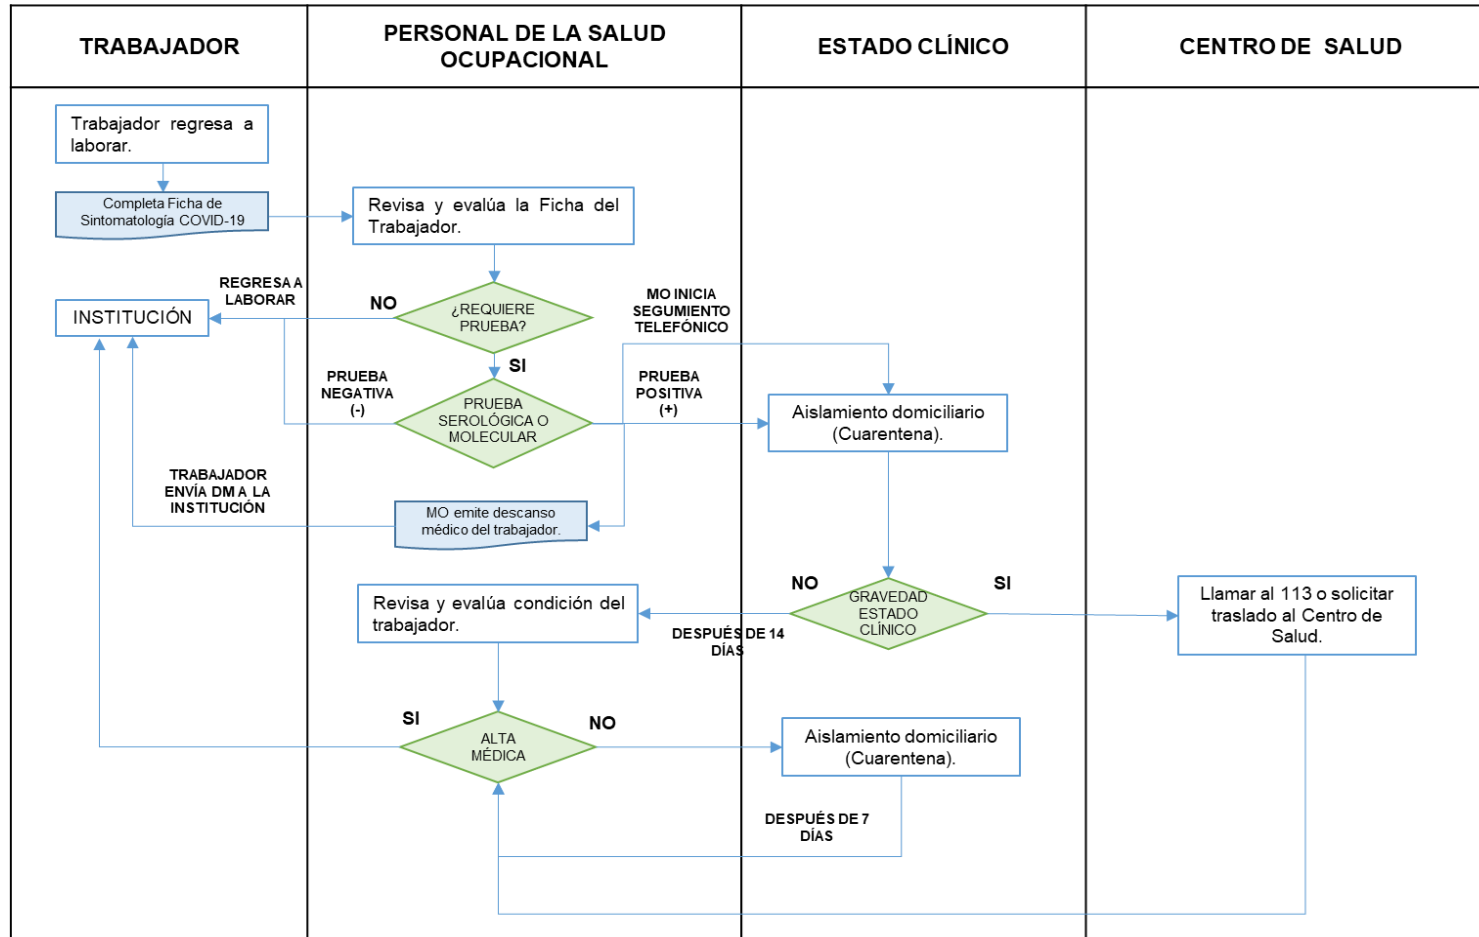 TRABAJADOR
PERSONAL DE LA SALUD
OCUPACIONAL
ESTADO CLÍNICO
CENTRO DE SALUD
Trabajador regresa a
laborar.
Completa Ficha de
Sintomatología COVID-19
Revisa y evalúa la Ficha del
Trabajador.
REGRESA A
LABORAR
NO
¿REQUIERE
PRUEBA?
MO INICIA
SEGUMIENTO
TELEFÓNICO
INSTITUCIÓN
SI
PRUEBA
NEGATIVA
(-)
PRUEBA
SEROLÓGICA O
MOLECULAR
PRUEBA
POSITIVA
(+)
Aislamiento domiciliario
(Cuarentena).
TRABAJADOR
ENVÍA DM A LA
INSTITUCIÓN
MO emite descanso
médico del trabajador.
NO
GRAVEDAD
ESTADO
CLÍNICO
SI
Llamar al 113 o solicitar
traslado al Centro de
Salud.
Revisa y evalúa condición del
trabajador.
DESPUÉS DE 14
DÍAS
SI
ALTA
MÉDICA
NO
Aislamiento domiciliario
(Cuarentena).
DESPUÉS DE 7
DÍAS